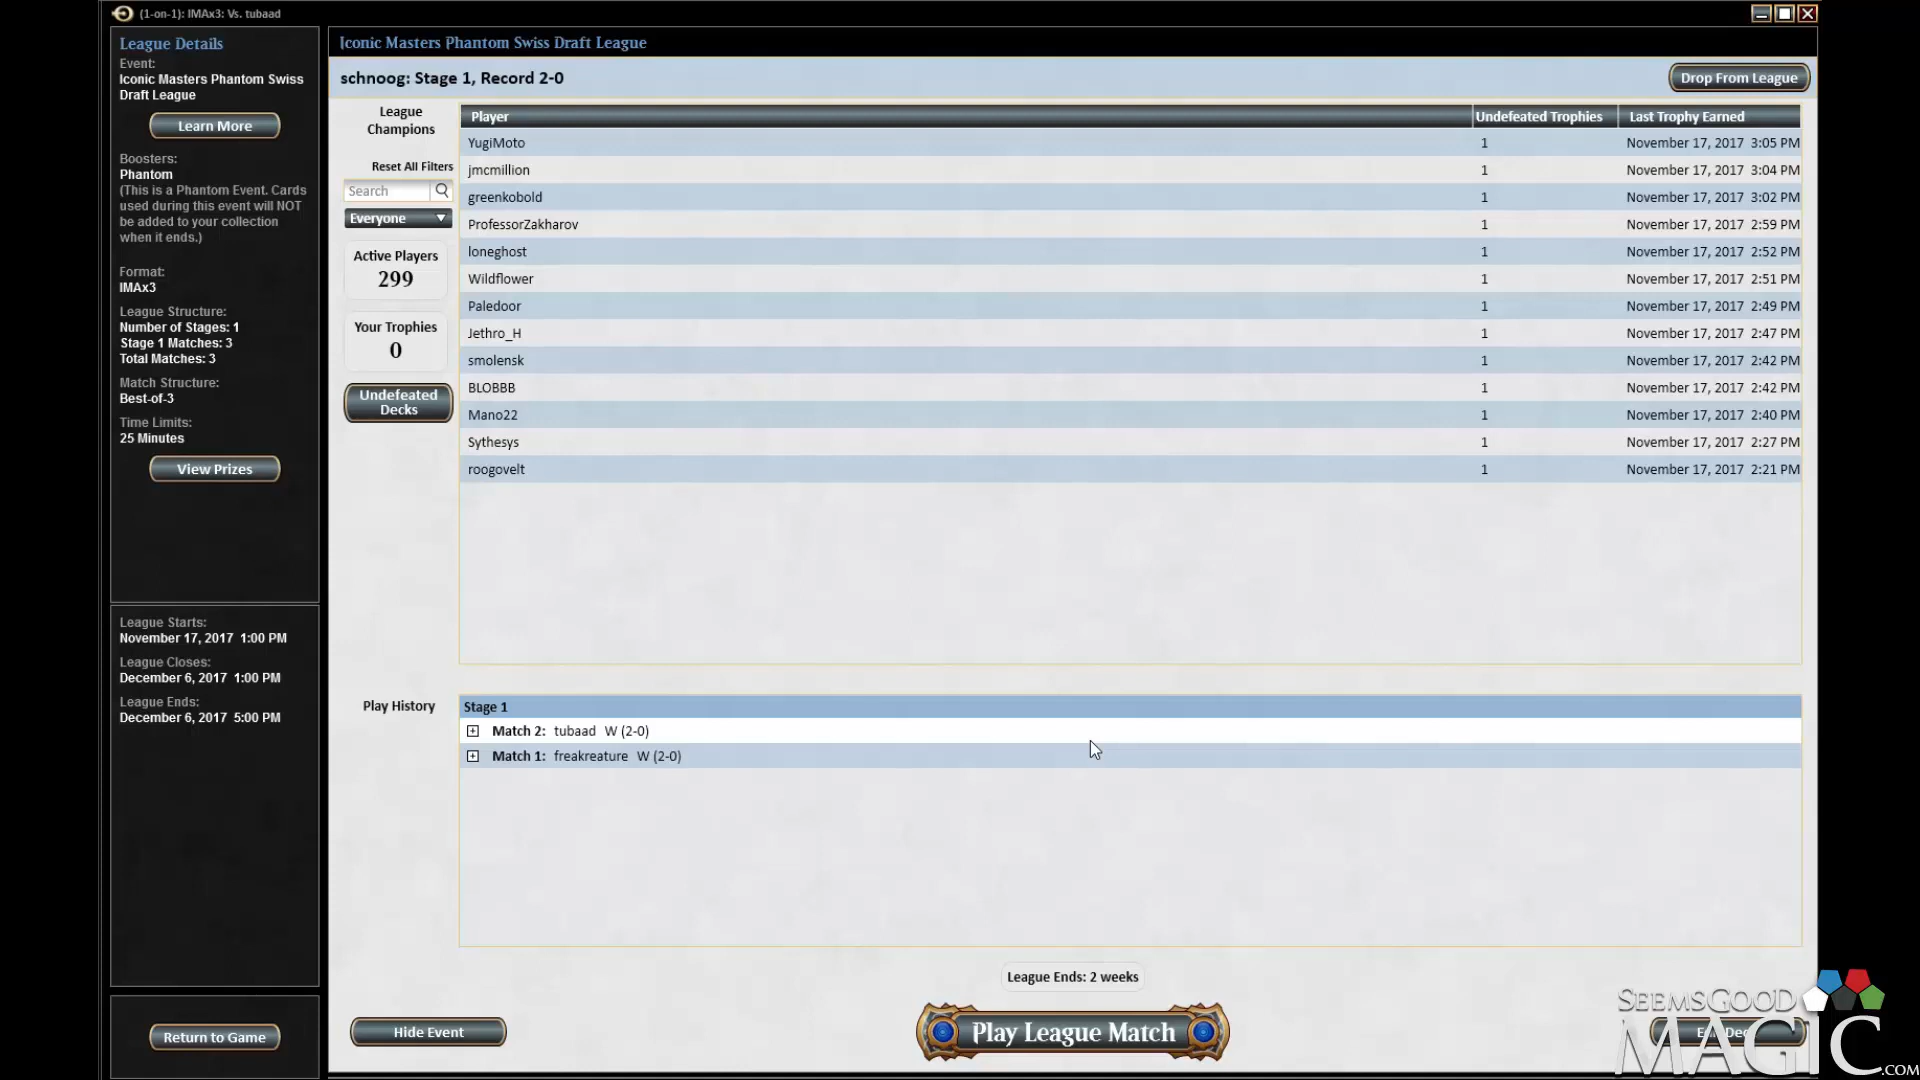 (1-on-1): IMAx3: Vs. tubaad
League Details
Event:
Iconic Masters Phantom Swiss
Draft League
Learn More
Boosters:
Phantom
(This is a Phantom Event. Cards
used during this event will NOT
be added to your collection
when it ends.)
Format:
IMAx3
League Structure:
Number of Stages: 1
Stage 1 Matches: 3
Total Matches: 3
Match Structure:
Best-of-3
Time Limits:
25 Minutes
View Prizes
League Starts:
November 17, 2017 1:00 PM
League Closes:
December 6, 2017 1:00 PM
League Ends:
December 6, 2017 5:00 PM
Return to Game
Iconic Masters Phantom Swiss Draft League
schnoog: Stage 1, Record 2-0
Drop From League
League
Champions
Reset All Filters
Search
Everyone
Active Players
299
Your Trophies
0
Undefeated
Decks
Player Undefeated Trophies Last Trophy Earned
YugiMoto 1 November 17, 2017 3:05 PM
jmcmillion 1 November 17, 2017 3:04 PM
greenkobold 1 November 17, 2017 3:02 PM
ProfessorZakharov 1 November 17, 2017 2:59 PM
loneghost 1 November 17, 2017 2:52 PM
Wildflower 1 November 17, 2017 2:51 PM
Paledoor 1 November 17, 2017 2:49 PM
Jethro_H 1 November 17, 2017 2:47 PM
smolensk 1 November 17, 2017 2:42 PM
BLOBBB 1 November 17, 2017 2:42 PM
Mano22 1 November 17, 2017 2:40 PM
Sythesys 1 November 17, 2017 2:27 PM
roogovelt 1 November 17, 2017 2:21 PM
Play History
Stage 1
Match 2: tubaad W (2-0)
Match 1: freakreature W (2-0)
League Ends: 2 weeks
Hide Event
Play League Match
SEEMSGOOD
MAGIC.COM